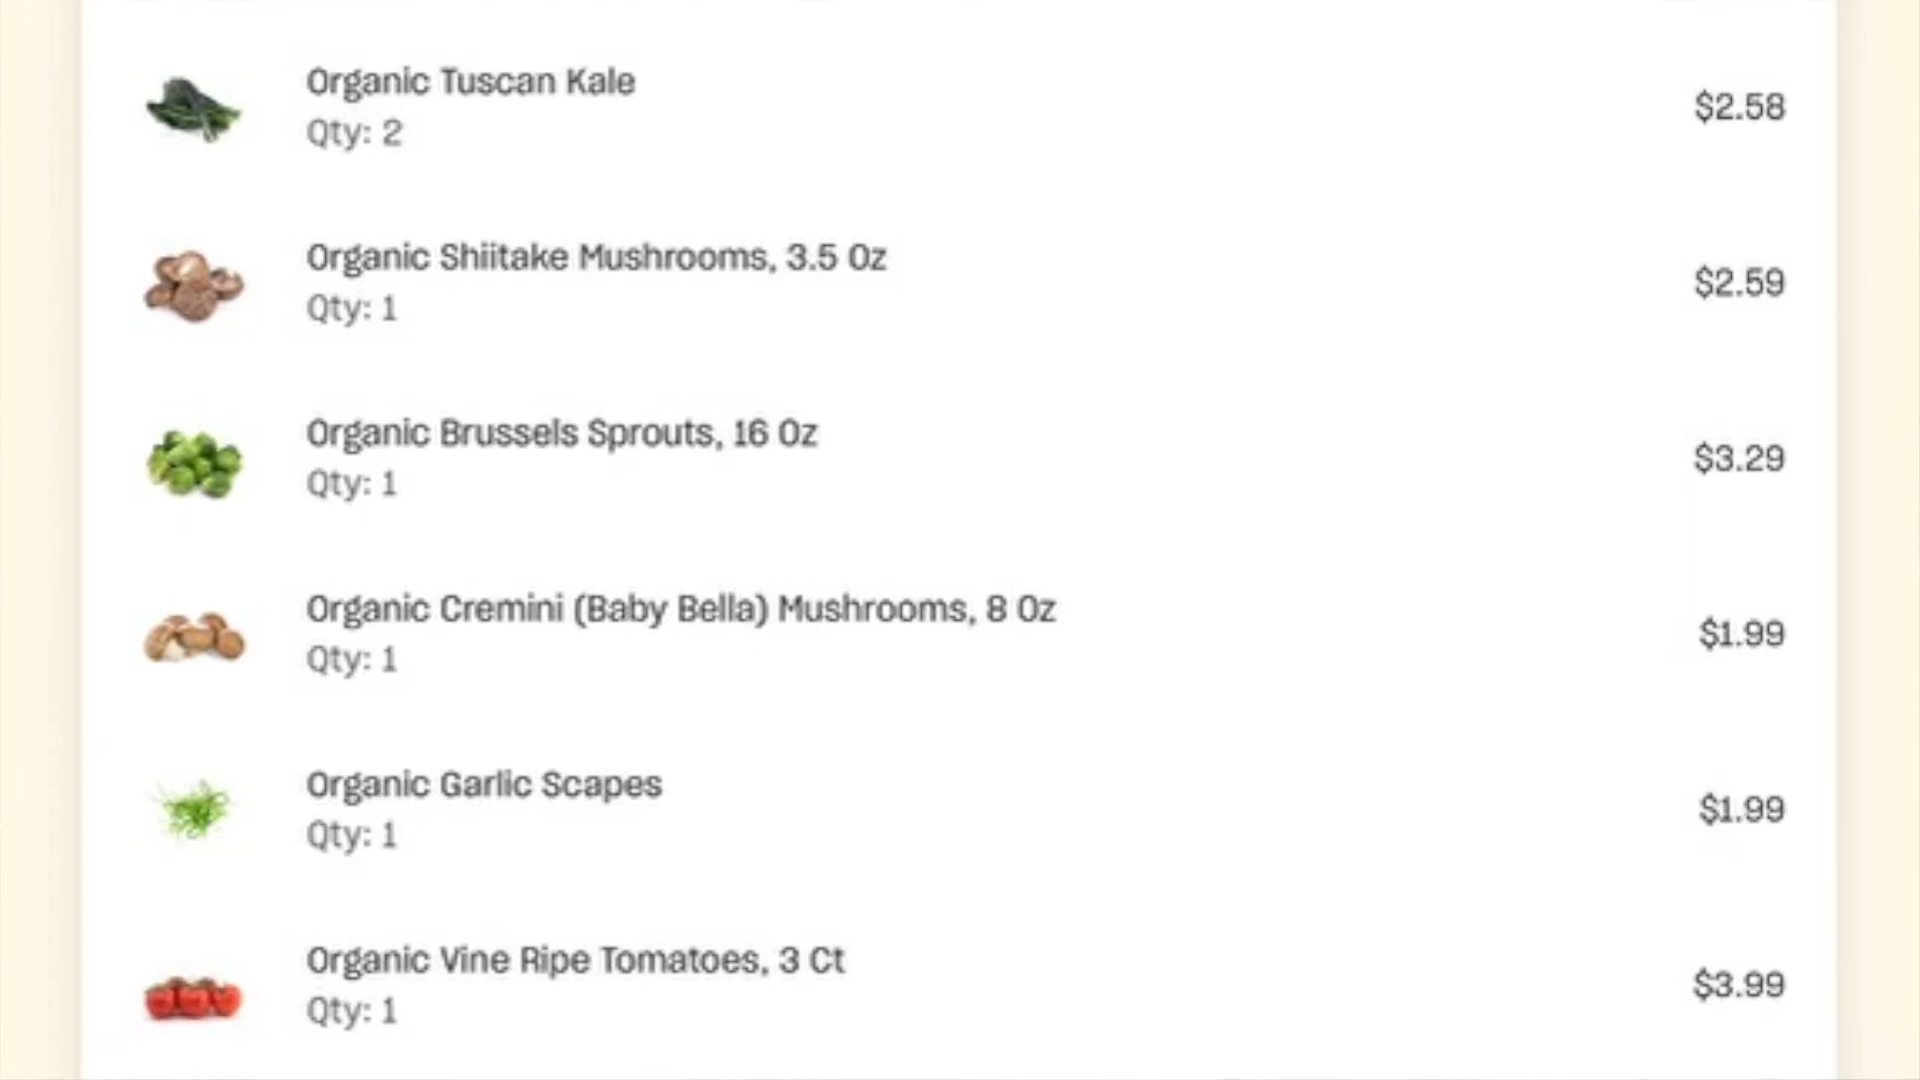 Organic Tuscan Kale
Qty: 2
$2.58
Organic Shiitake Mushrooms, 3.5 Oz
Qty: 1
$2.59
Organic Brussels Sprouts, 16 Oz
Qty: 1
$3.29
Organic Cremini (Baby Bella) Mushrooms, 8 Oz
Qty: 1
$1.99
Organic Garlic Scapes
Qty: 1
$1.99
Organic Vine Ripe Tomatoes, 3 Ct
Qty: 1
$3.99